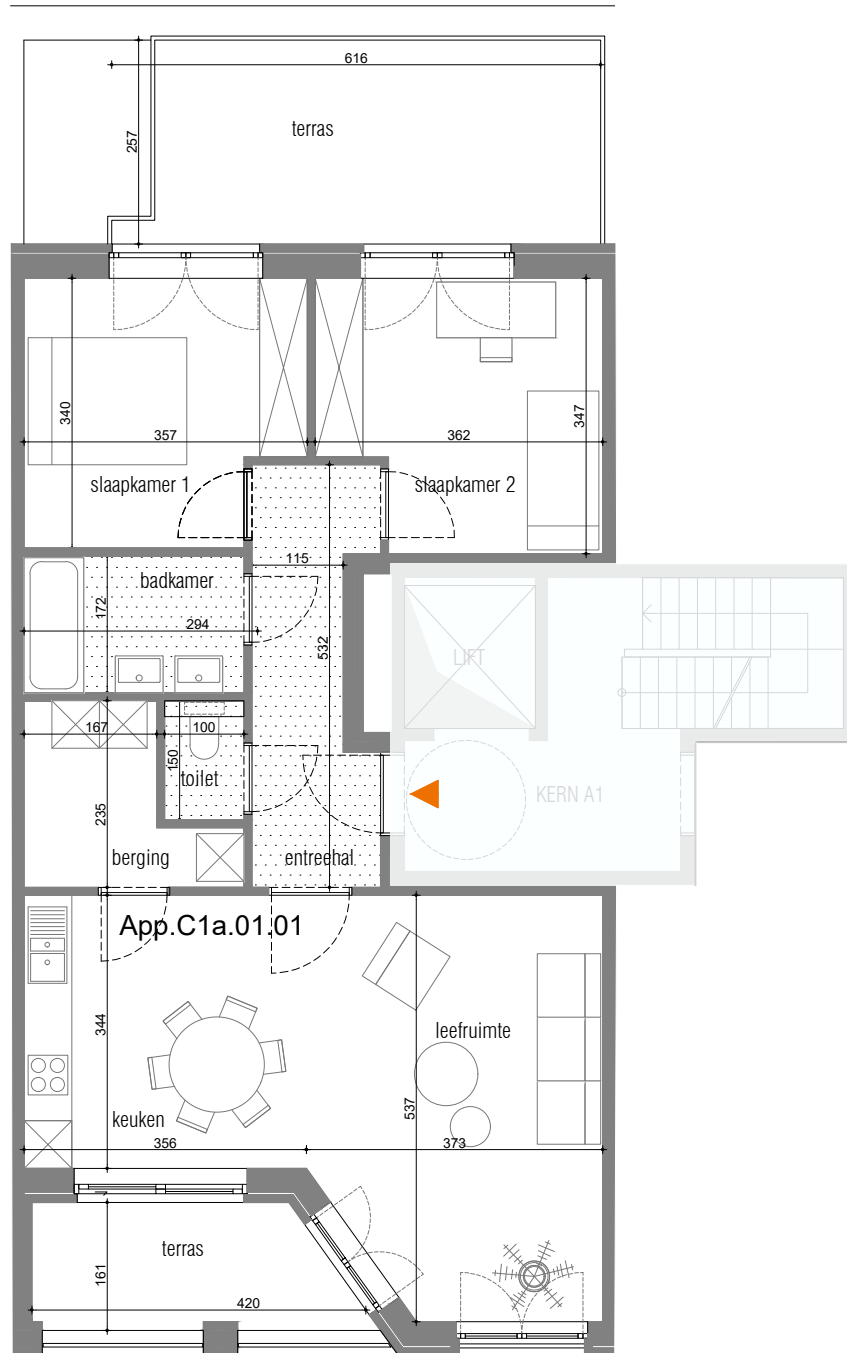 616
terras
257
340
347
357
362
slaapkamer 1
slaapkamer 2
115
badkamer
172
294
532
LIFT
167
100
150
toilet
235
KERN A1
berging
entreehal
App.C1a.01.01
344
leefruimte
537
keuken
356
373
terras
161
420